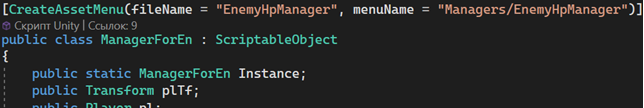 [CreateAssetMenu(fileName = "EnemyHpManager", menuName = "Managers/EnemyHpManager")]
Скрипт Unity | Ссылок: 9
public class ManagerForEn : ScriptableObject
{
public static ManagerForEn Instance;
public Transform plTf;
public Player pl;